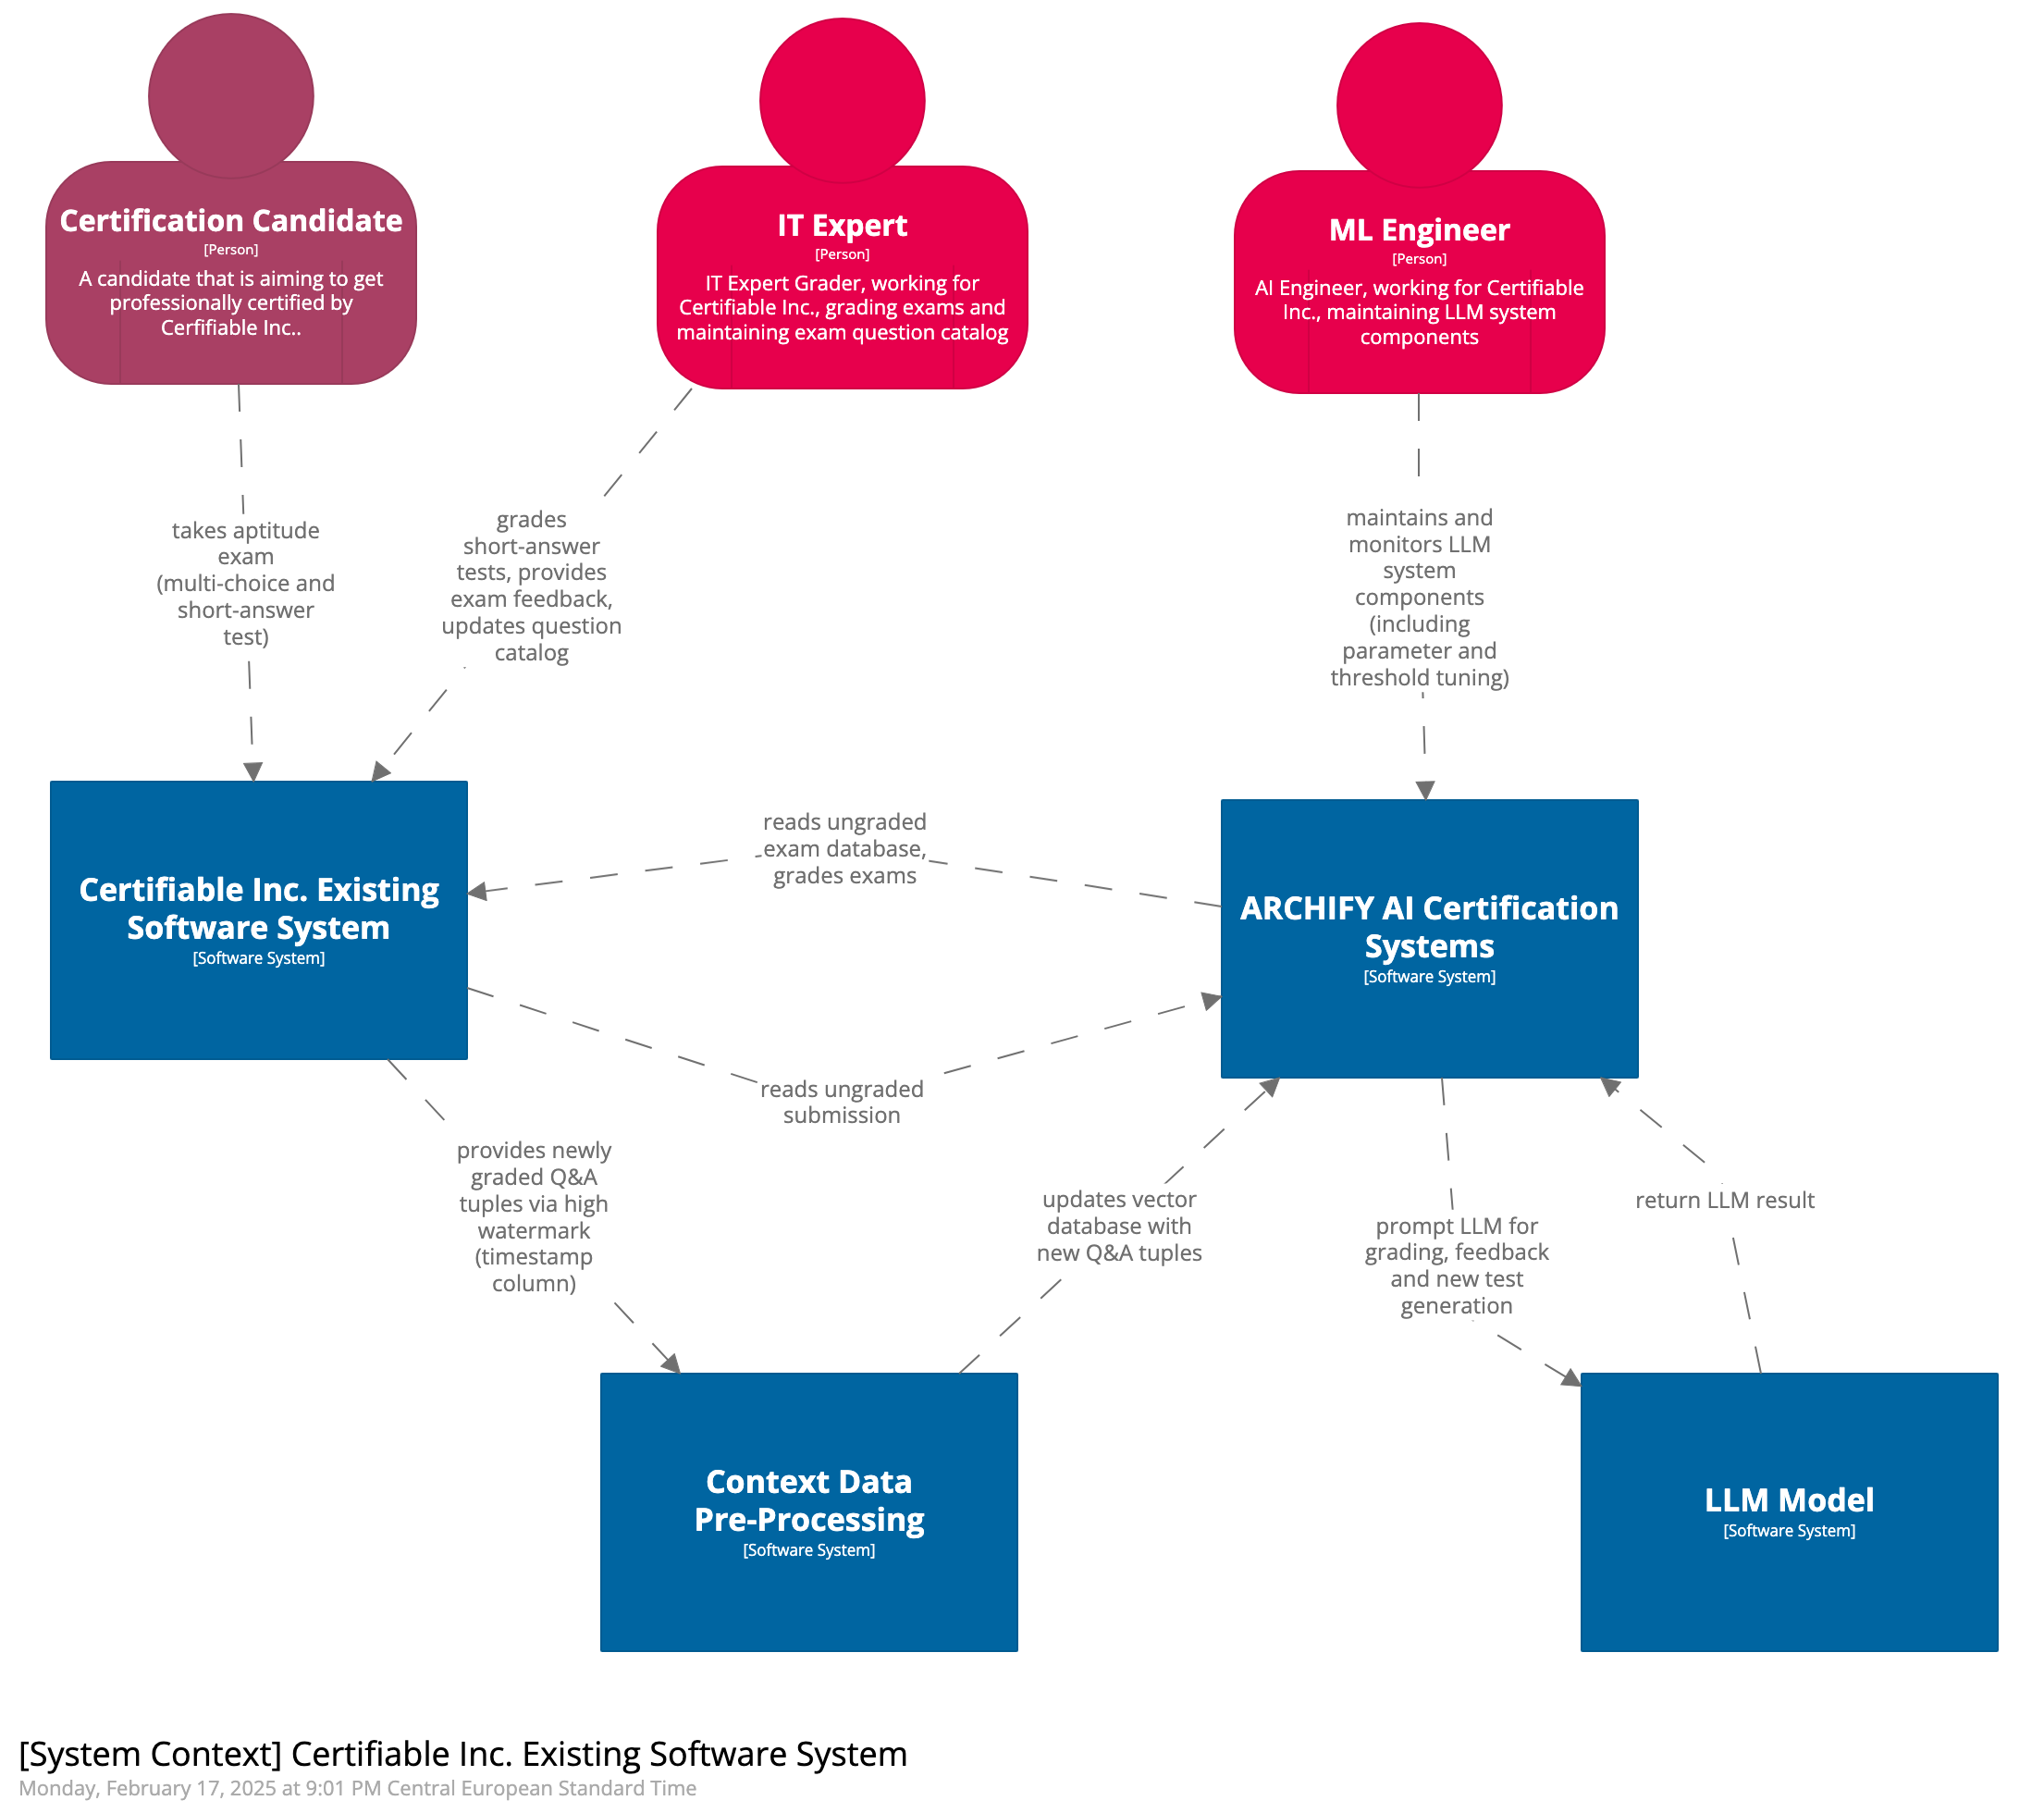 Certification Candidate
[Person]
A candidate that is aiming to get
professionally certified by
Cerfifiable Inc..
IT Expert
[Person]
IT Expert Grader, working for
Certifiable Inc., grading exams and
maintaining exam question catalog
ML Engineer
[Person]
AI Engineer, working for Certifiable
Inc., maintaining LLM system
components
takes aptitude
exam
(multi-choice and
short-answer
test)
grades
short-answer
tests, provides
exam feedback,
updates question
catalog
maintains and
monitors LLM
system
components
(including
parameter and
threshold tuning)
Certifiable Inc. Existing
Software System
[Software System]
reads ungraded
exam database,
grades exams
ARCHIFY AI Certification
Systems
[Software System]
reads ungraded
submission
provides newly
graded Q&A
tuples via high
watermark
(timestamp
column)
updates vector
database with
new Q&A tuples
prompt LLM for
grading, feedback
and new test
generation
return LLM result
Context Data
Pre-Processing
[Software System]
LLM Model
[Software System]
[System Context] Certifiable Inc. Existing Software System
Monday, February 17, 2025 at 9:01 PM Central European Standard Time